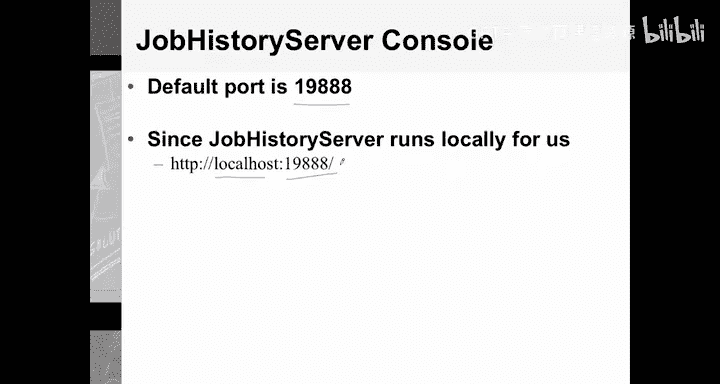 JobHistoryServer Console
• Default port is 19888
• Since JobHistoryServer runs locally for us
– http://localhost:19888/
bilibili